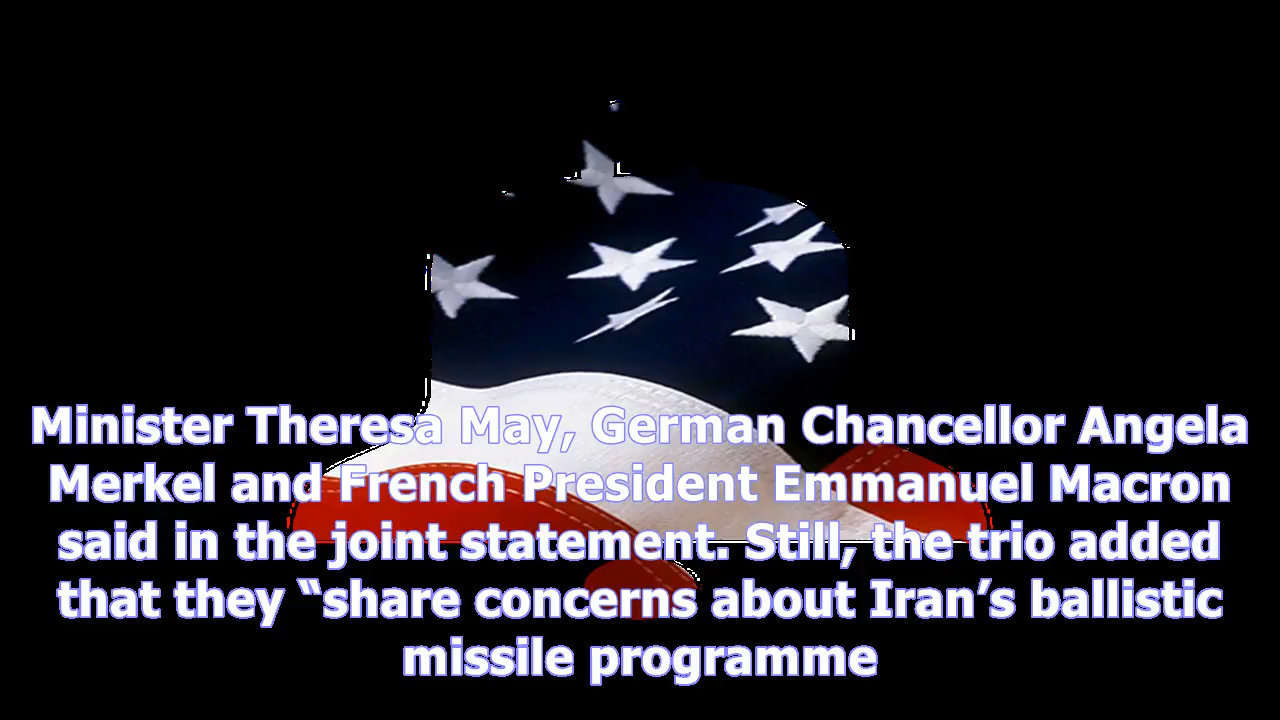 Minister Theresa May, German Chancellor Angela
Merkel and French President Emmanuel Macron
said in the joint statement. Still, the trio added
that they “share concerns about Iran’s ballistic
missile programme